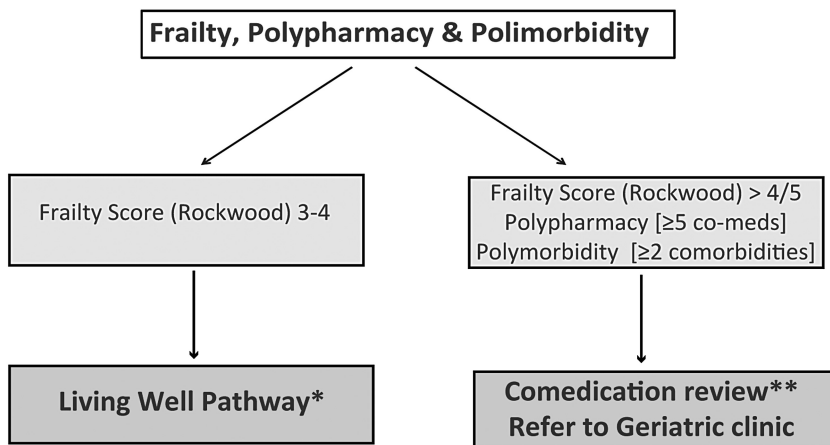 Frailty, Polypharmacy & Polimorbidity
Frailty Score (Rockwood) 3-4
Frailty Score (Rockwood) > 4/5
Polypharmacy [≥5 co-meds]
Polymorbidity [≥2 comorbidities]
Living Well Pathway*
Comedication review**
Refer to Geriatric clinic